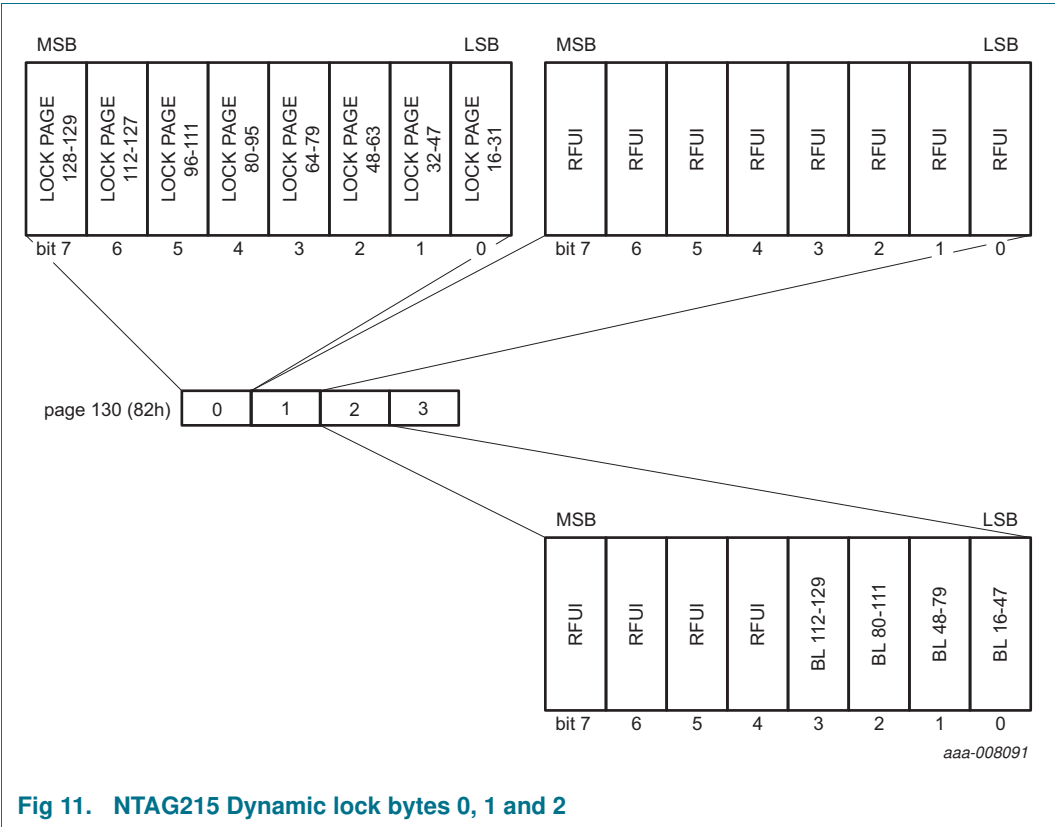 MSB LSB
LOCK PAGE 128-129
LOCK PAGE 112-127
LOCK PAGE 96-111
LOCK PAGE 80-95
LOCK PAGE 64-79
LOCK PAGE 48-63
LOCK PAGE 32-47
LOCK PAGE 16-31
bit 7 6 5 4 3 2 1 0
MSB LSB
RFUI RFUI RFUI RFUI RFUI RFUI RFUI RFUI
bit 7 6 5 4 3 2 1 0
page 130 (82h) 0 1 2 3
MSB LSB
RFUI RFUI RFUI RFUI BL 112-129 BL 80-111 BL 48-79 BL 16-47
bit 7 6 5 4 3 2 1 0
aaa-008091
Fig 11. NTAG215 Dynamic lock bytes 0, 1 and 2